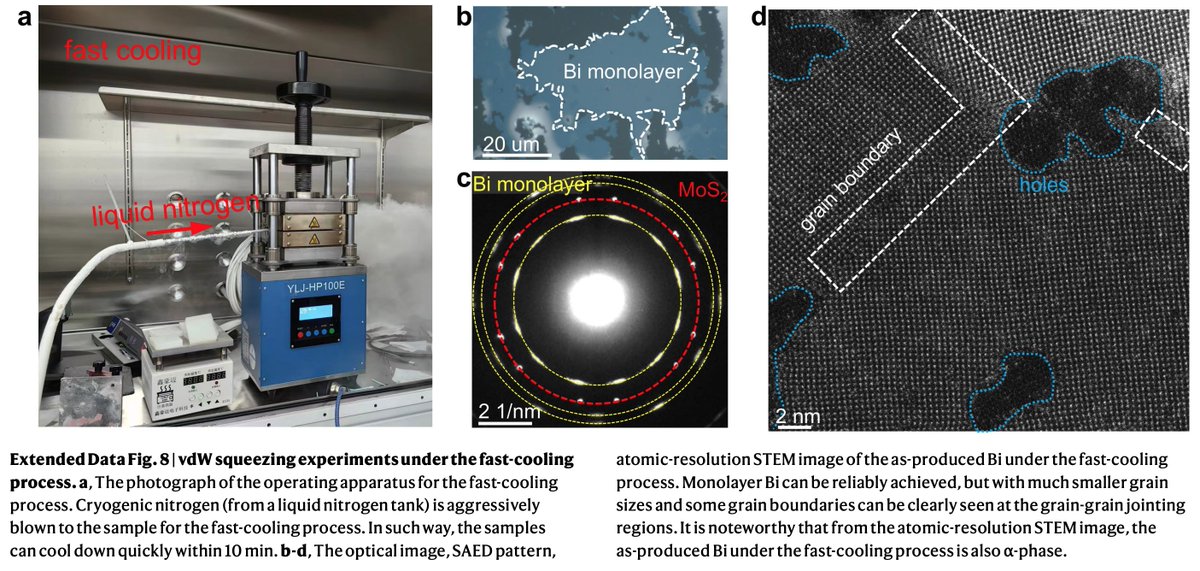 a
fast cooling
liquid nitrogen
YLJ-HP100E
b
Bi monolayer
20 um
c
Bi monolayer
MoS₂
2 1/nm
d
grain boundary
holes
2 nm
Extended Data Fig. 8 | vdW squeezing experiments under the fast-cooling
process. a, The photograph of the operating apparatus for the fast-cooling
process. Cryogenic nitrogen (from a liquid nitrogen tank) is aggressively
blown to the sample for the fast-cooling process. In such way, the samples
can cool down quickly within 10 min. b-d, The optical image, SAED pattern,
atomic-resolution STEM image of the as-produced Bi under the fast-cooling
process. Monolayer Bi can be reliably achieved, but with much smaller grain
sizes and some grain boundaries can be clearly seen at the grain-grain jointing
regions. It is noteworthy that from the atomic-resolution STEM image, the
as-produced Bi under the fast-cooling process is also α-phase.